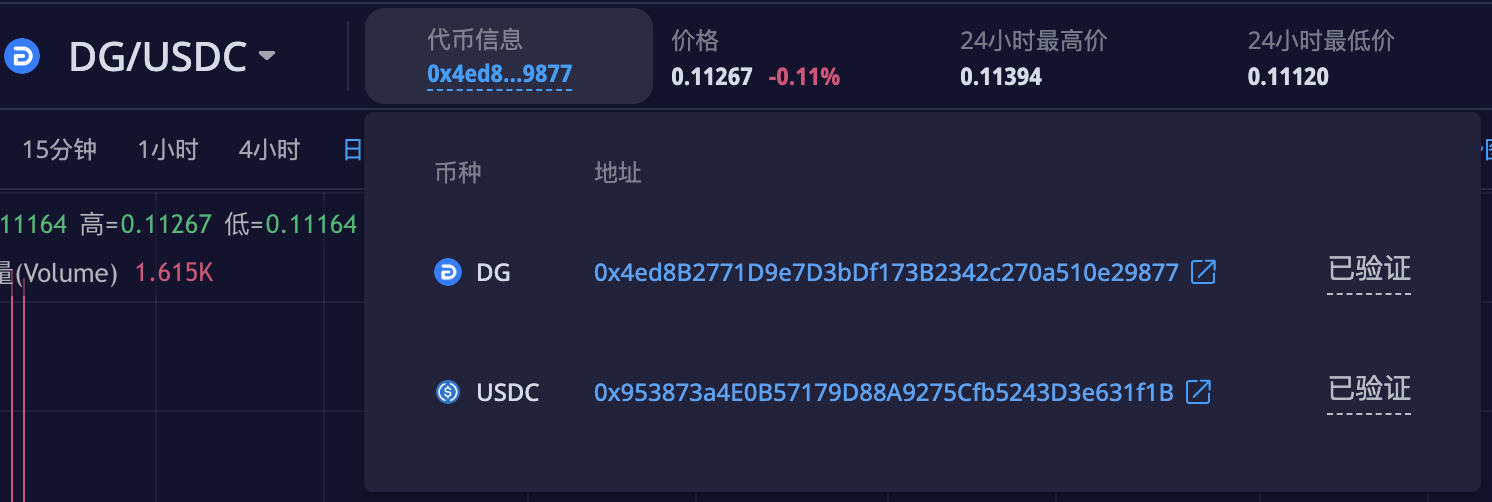 DG/USDC
代币信息
0x4ed8...9877
价格
0.11267 -0.11%
24小时最高价
0.11394
24小时最低价
0.11120
15分钟 1小时 4小时 日
币种 地址
11164 高=0.11267 低=0.11164
量(Volume) 1.615K
DG 0x4ed8B2771D9e7D3bDf173B2342c270a510e29877 已验证
USDC 0x953873a4E0B57179D88A9275Cfb5243D3e631f1B 已验证